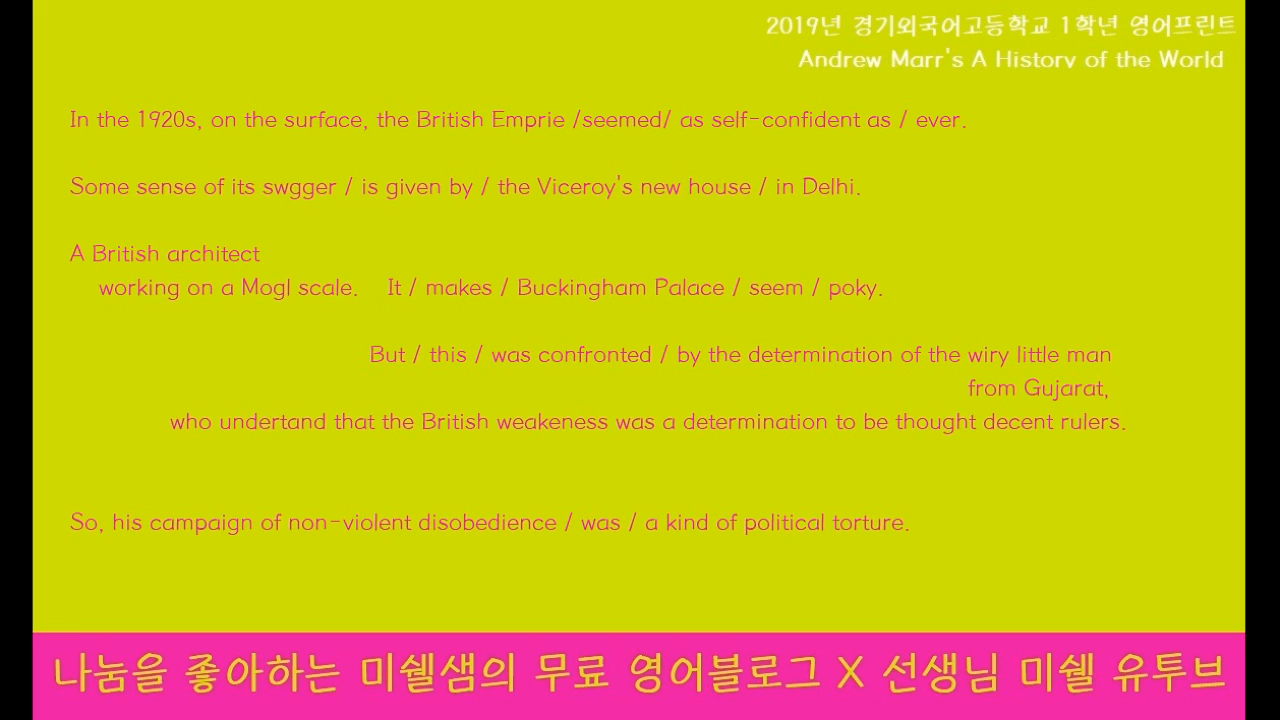 2019년 경기외국어고등학교 1학년 영어프린트
Andrew Marr's A History of the World
In the 1920s, on the surface, the British Emprie /seemed/ as self-confident as / ever.
Some sense of its swgger / is given by / the Viceroy's new house / in Delhi.
A British architect
working on a Mogl scale. It / makes / Buckingham Palace / seem / poky.
But / this / was confronted / by the determination of the wiry little man
from Gujarat,
who undertand that the British weakeness was a determination to be thought decent rulers.
So, his campaign of non-violent disobedience / was / a kind of political torture.
나눔을 좋아하는 미쉘샘의 무료 영어블로그 X 선생님 미쉘 유투브